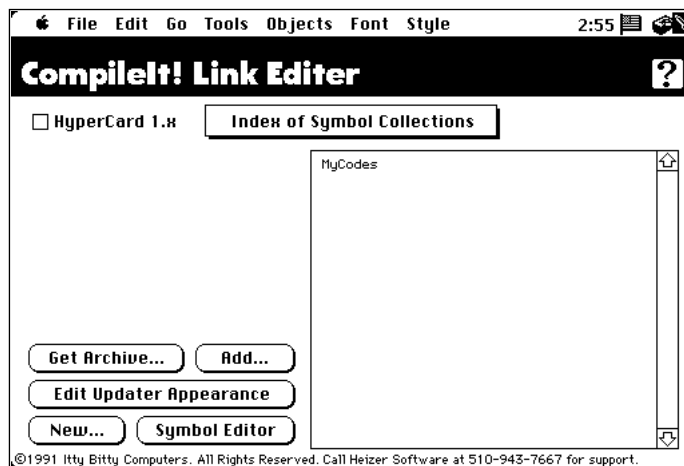 File Edit Go Tools Objects Font Style 2:55
CompileIt! Link Editer ?
HyperCard 1.x Index of Symbol Collections
MyCodes
Get Archive... Add...
Edit Updater Appearance
New... Symbol Editor
©1991 Itty Bitty Computers. All Rights Reserved. Call Heizer Software at 510-943-7667 for support.